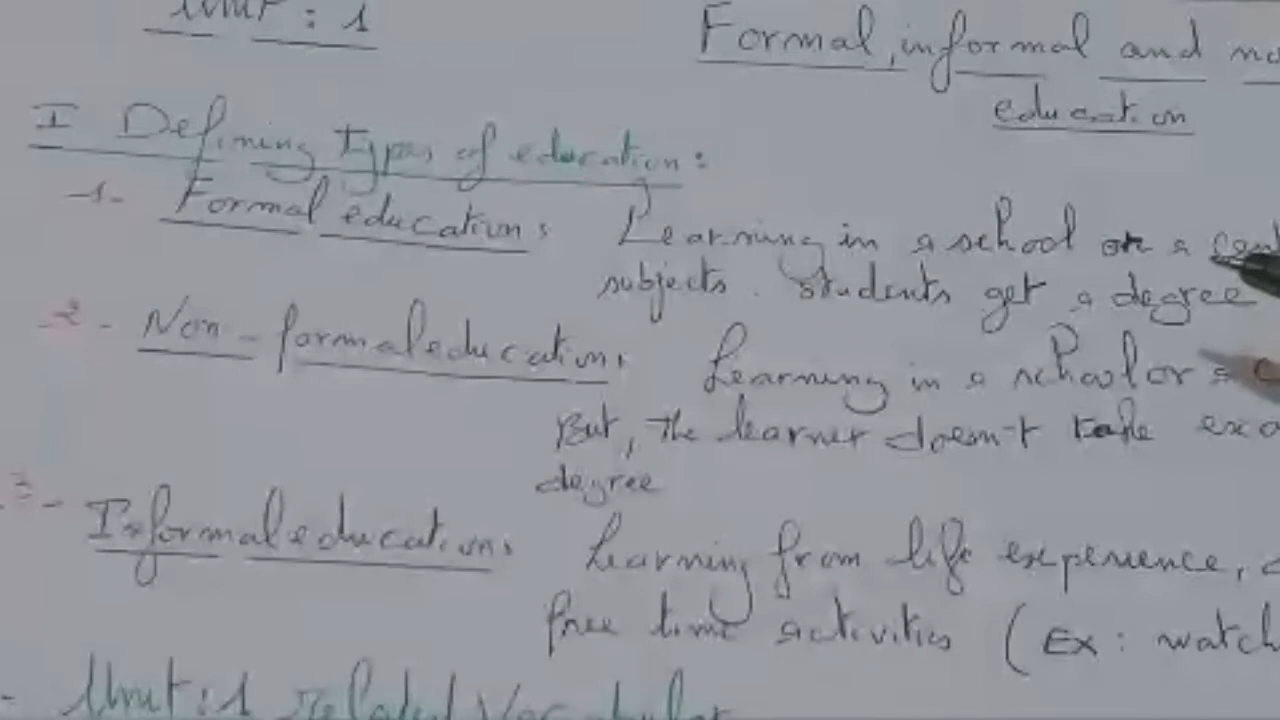 Unit : 1
Formal, informal and
education
I Defining types of education:
-1- Formal education: Learning in a school or a
subjects. Students get a degree
-2- Non-formal education: Learning in a school or a
But, the learner doesn't take
degree
3- Informal education: Learning from life experience,
free time activities (Ex: watch
- Unit: 1 related Vocabular